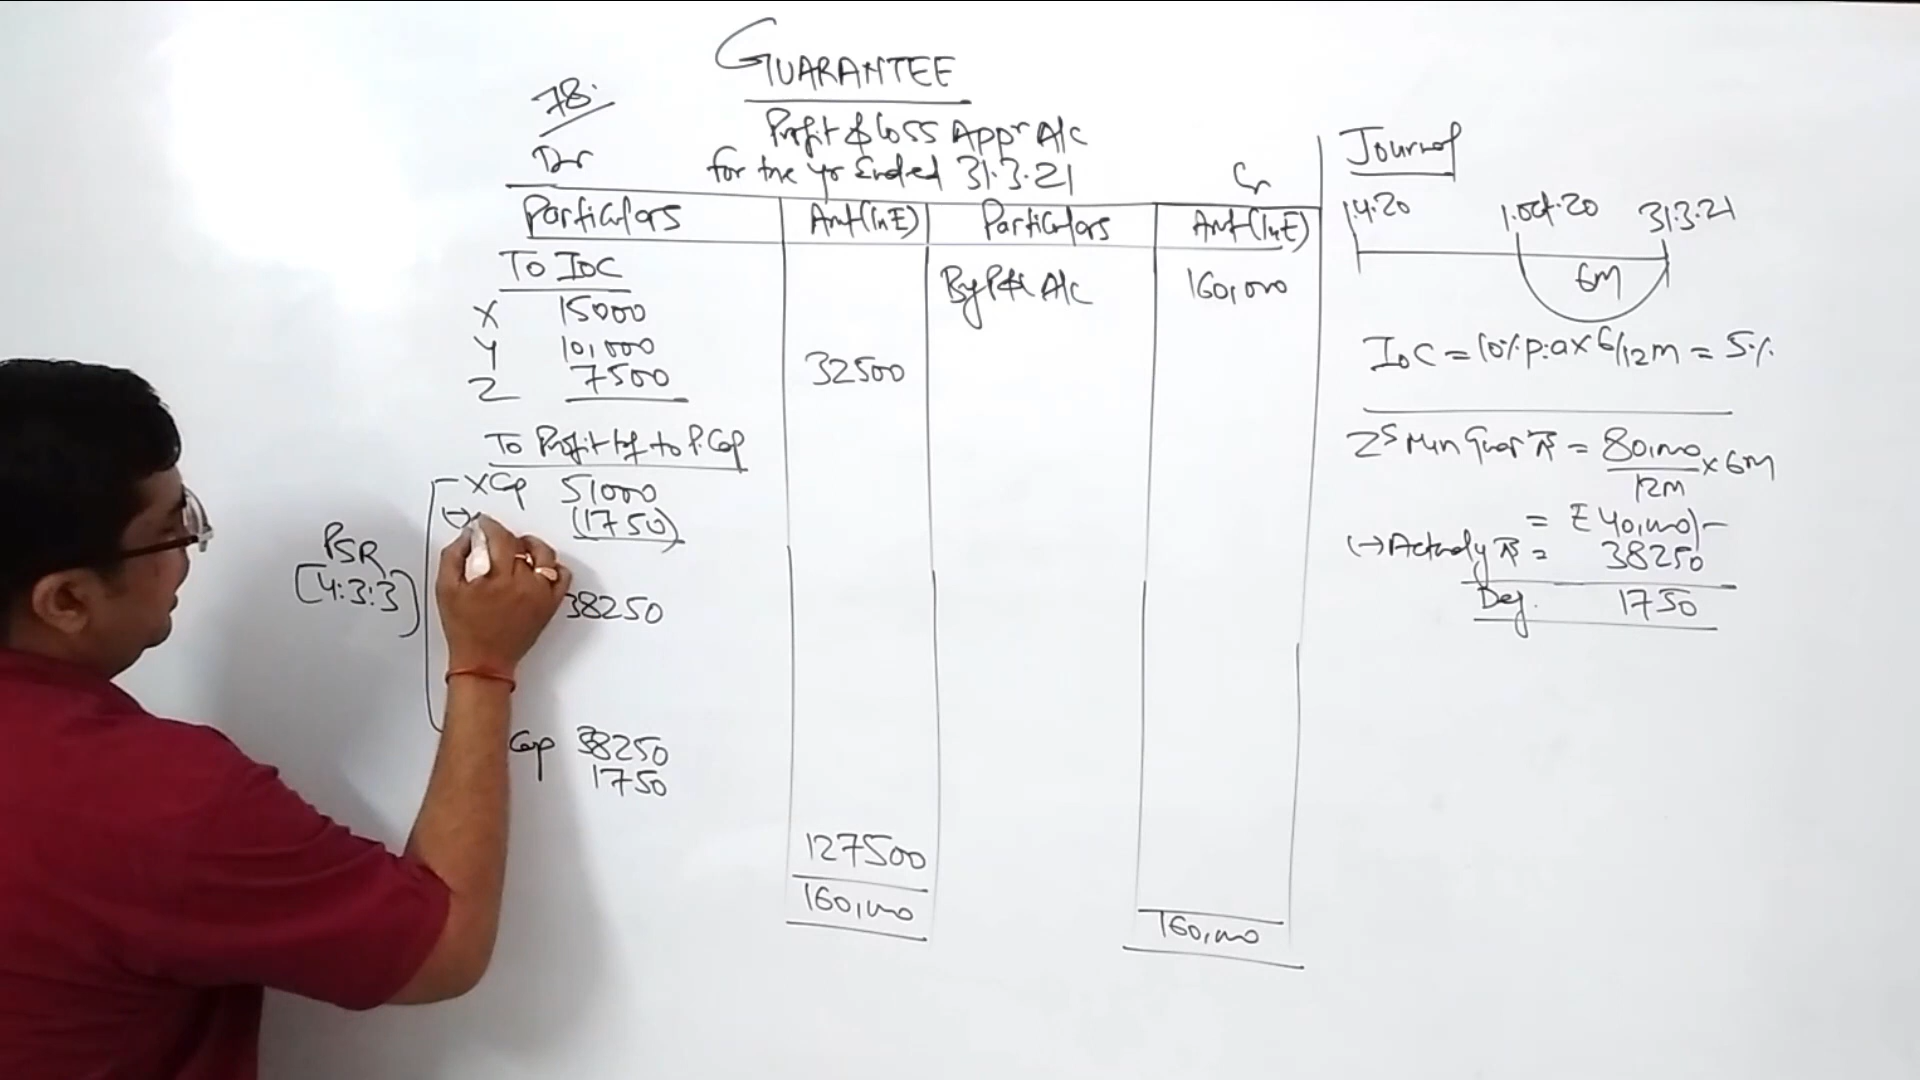 GUARANTEE
78.
Profit & Loss Appr A/c
Dr for the yr Ended 31.3.21 Cr
Particulars Amt(In ₹) Particulars Amt(In ₹)
To IOC
X 15000
Y 10,000
Z 7500 32500
By P&L A/c 160,000
To Profit trf to P. Cap
X Cap 51000
(-) (1750)
38250
PSR
[4:3:3]
Cap 38250
1750
127500
160,000 160,000
Journal
1.4.20 1.Oct.20 31.3.21
6M
IOC = 10% p.a x 6/12M = 5%
Z's Min Guar = 80,000 x 6M
12M
= ₹ 40,000/-
(-) Actually = 38250
Def. 1750